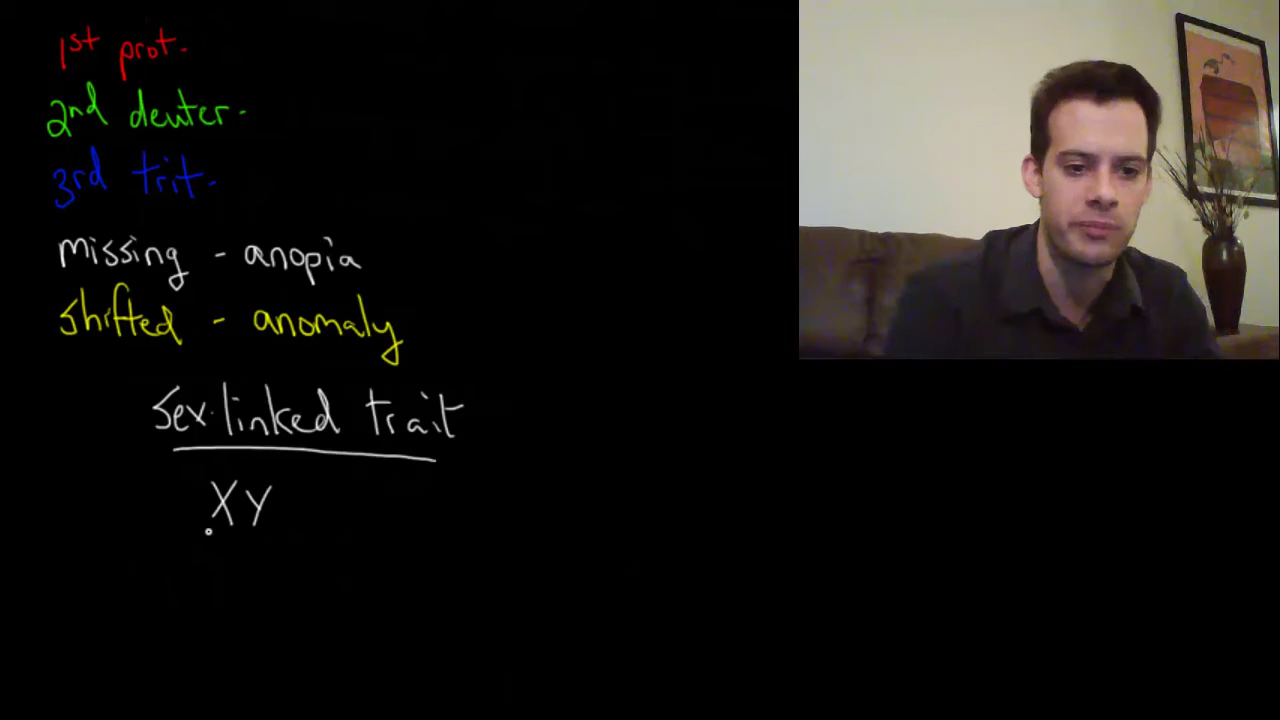 1st prot-
2nd deuter-
3rd trit-
missing - anopia
shifted - anomaly
sex-linked trait
XY